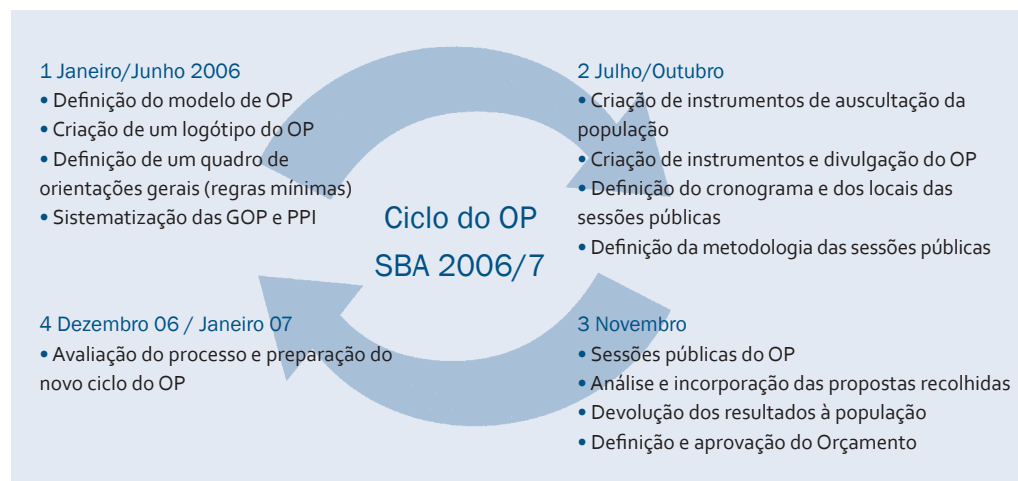 1 Janeiro/Junho 2006
• Definição do modelo de OP
• Criação de um logótipo do OP
• Definição de um quadro de
orientações gerais (regras mínimas)
• Sistematização das GOP e PPI
2 Julho/Outubro
• Criação de instrumentos de auscultação da
população
• Criação de instrumentos e divulgação do OP
• Definição do cronograma e dos locais das
sessões públicas
• Definição da metodologia das sessões públicas
Ciclo do OP
SBA 2006/7
3 Novembro
• Sessões públicas do OP
• Análise e incorporação das propostas recolhidas
• Devolução dos resultados à população
• Definição e aprovação do Orçamento
4 Dezembro 06 / Janeiro 07
• Avaliação do processo e preparação do
novo ciclo do OP